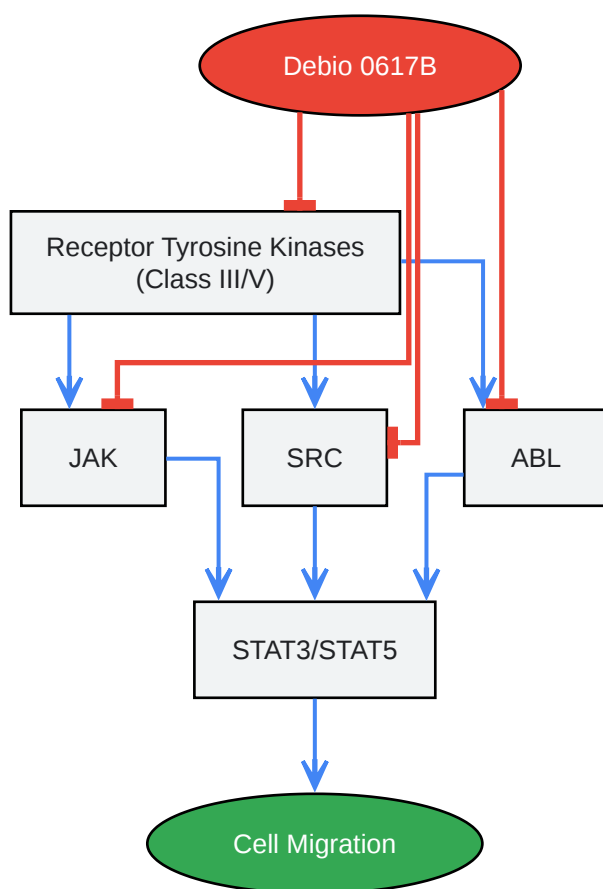 Debio 0617B
Receptor Tyrosine Kinases
(Class III/V)
JAK
SRC
ABL
STAT3/STAT5
Cell Migration